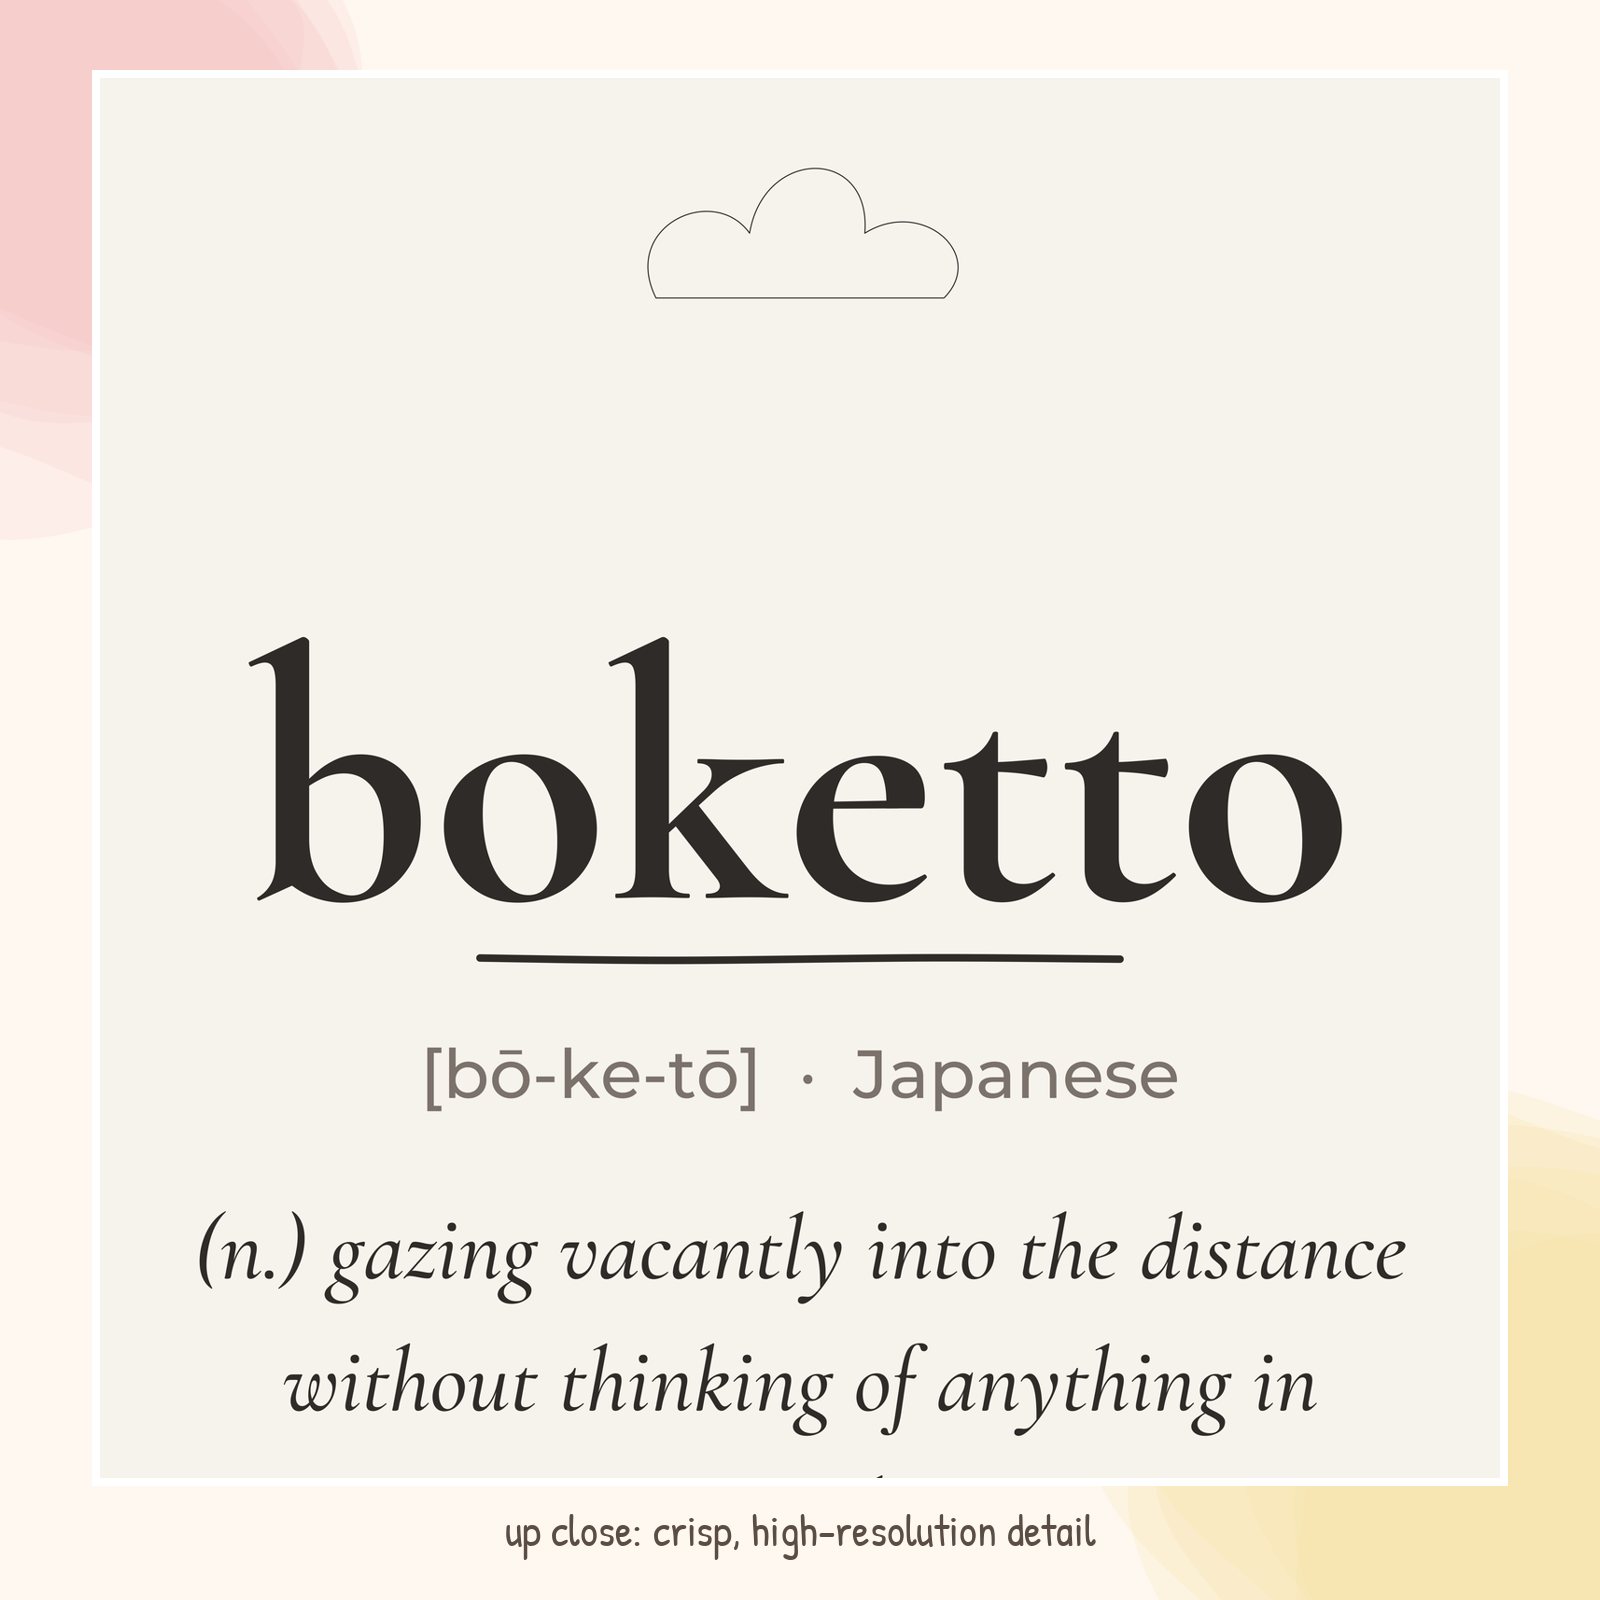 boketto
[bō-ke-tō] · Japanese
(n.) gazing vacantly into the distance
without thinking of anything in
up close: crisp, high-resolution detail